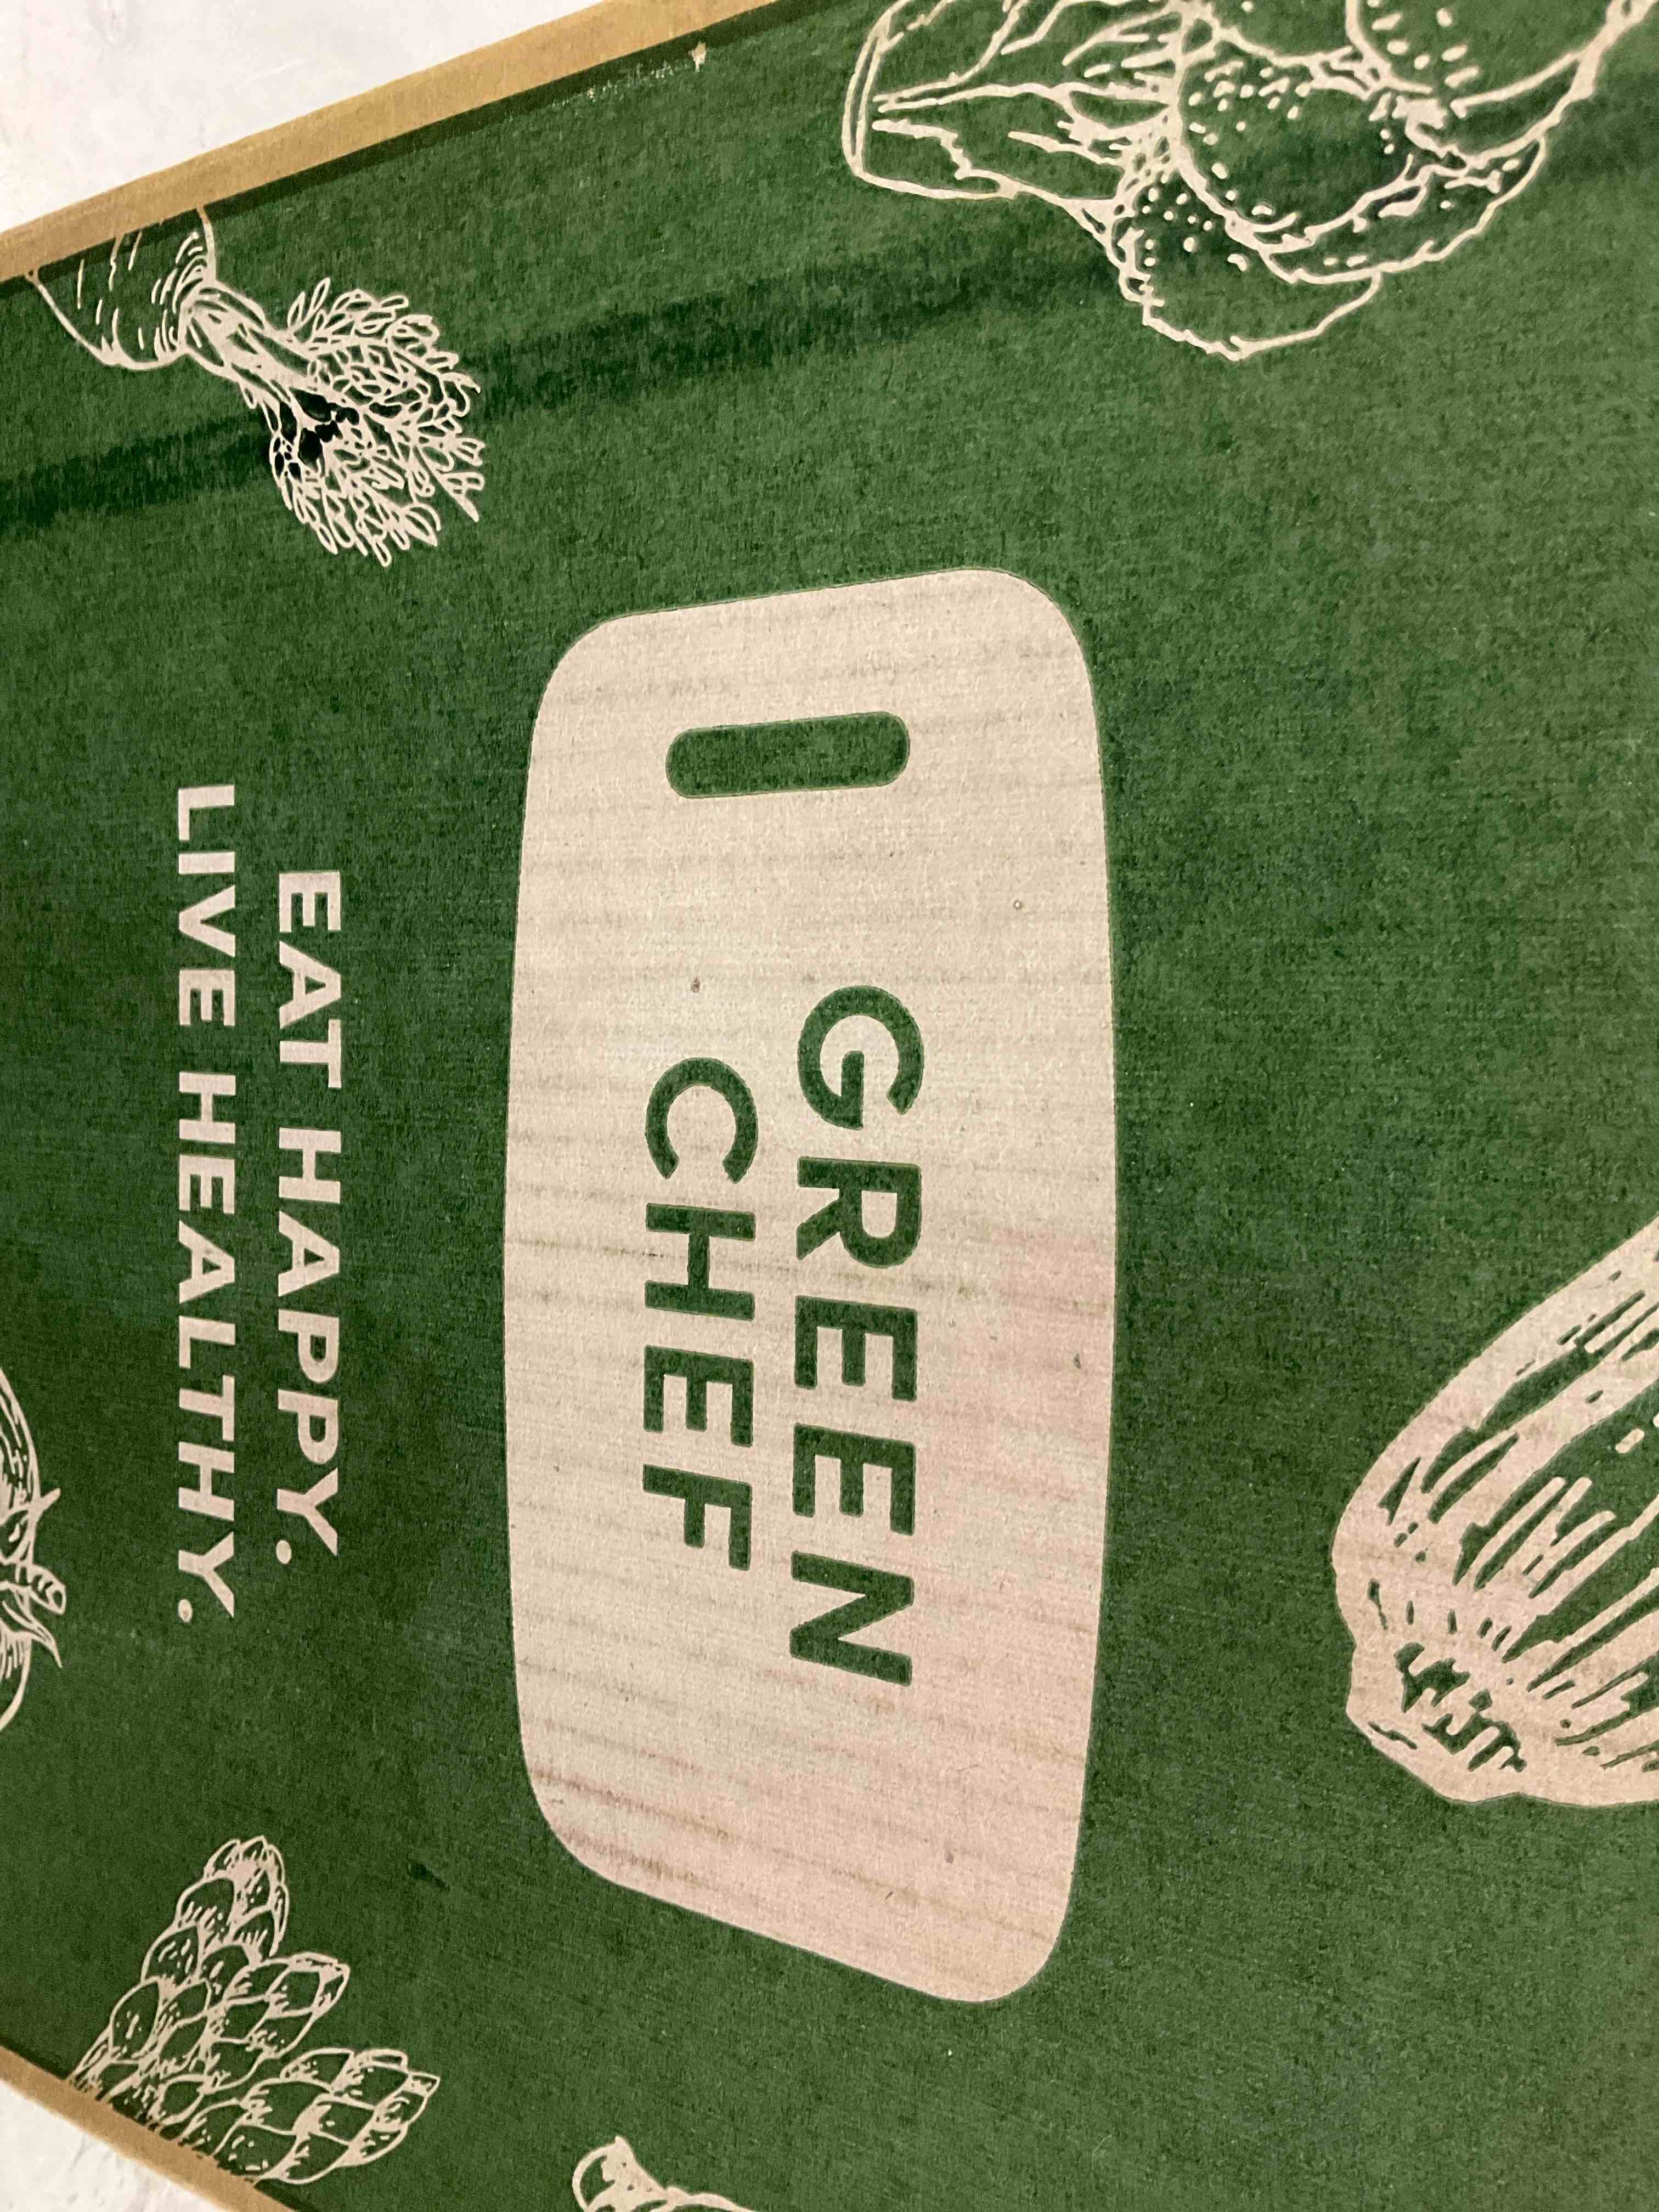 GREEN
CHEF
EAT HAPPY.
LIVE HEALTHY.